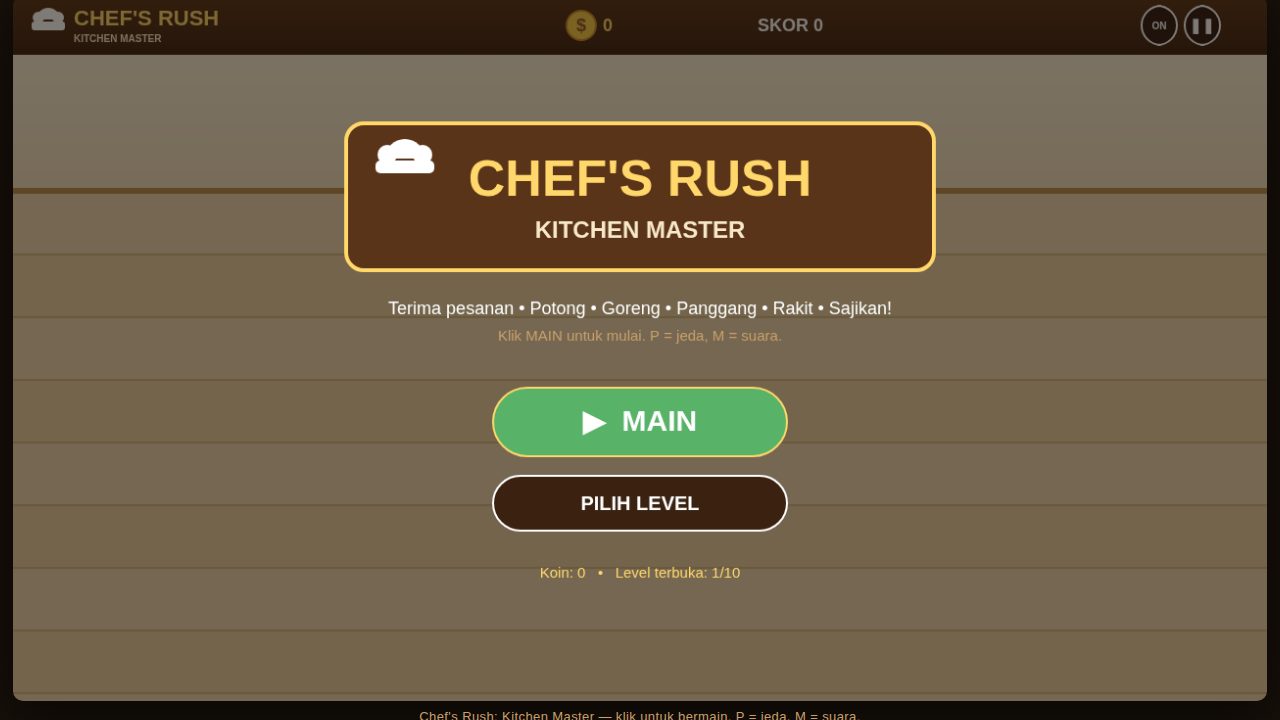 CHEF'S RUSH
KITCHEN MASTER
$ 0
SKOR 0
ON
CHEF'S RUSH
KITCHEN MASTER
Terima pesanan • Potong • Goreng • Panggang • Rakit • Sajikan!
Klik MAIN untuk mulai. P = jeda, M = suara.
▶ MAIN
PILIH LEVEL
Koin: 0 • Level terbuka: 1/10
Chef's Rush: Kitchen Master — klik untuk bermain. P = jeda, M = suara.